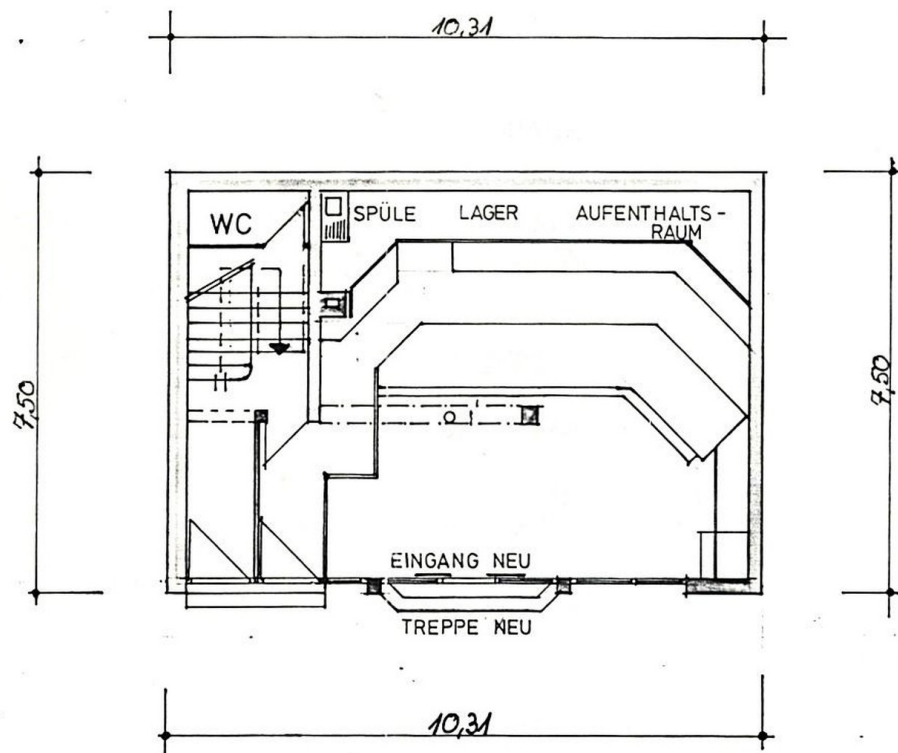 10,31
WC
SPÜLE LAGER AUFENTHALTS-
RAUM
7,50
7,50
EINGANG NEU
TREPPE NEU
10,31